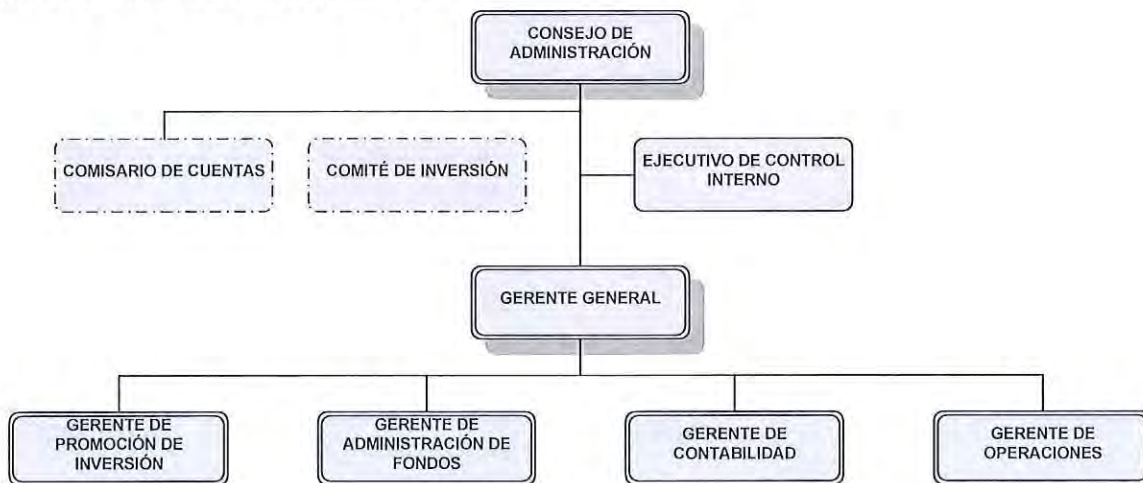 CONSEJO DE
ADMINISTRACIÓN
COMISARIO DE CUENTAS
COMITÉ DE INVERSIÓN
EJECUTIVO DE CONTROL
INTERNO
GERENTE GENERAL
GERENTE DE
PROMOCIÓN DE
INVERSIÓN
GERENTE DE
ADMINISTRACIÓN DE
FONDOS
GERENTE DE
CONTABILIDAD
GERENTE DE
OPERACIONES